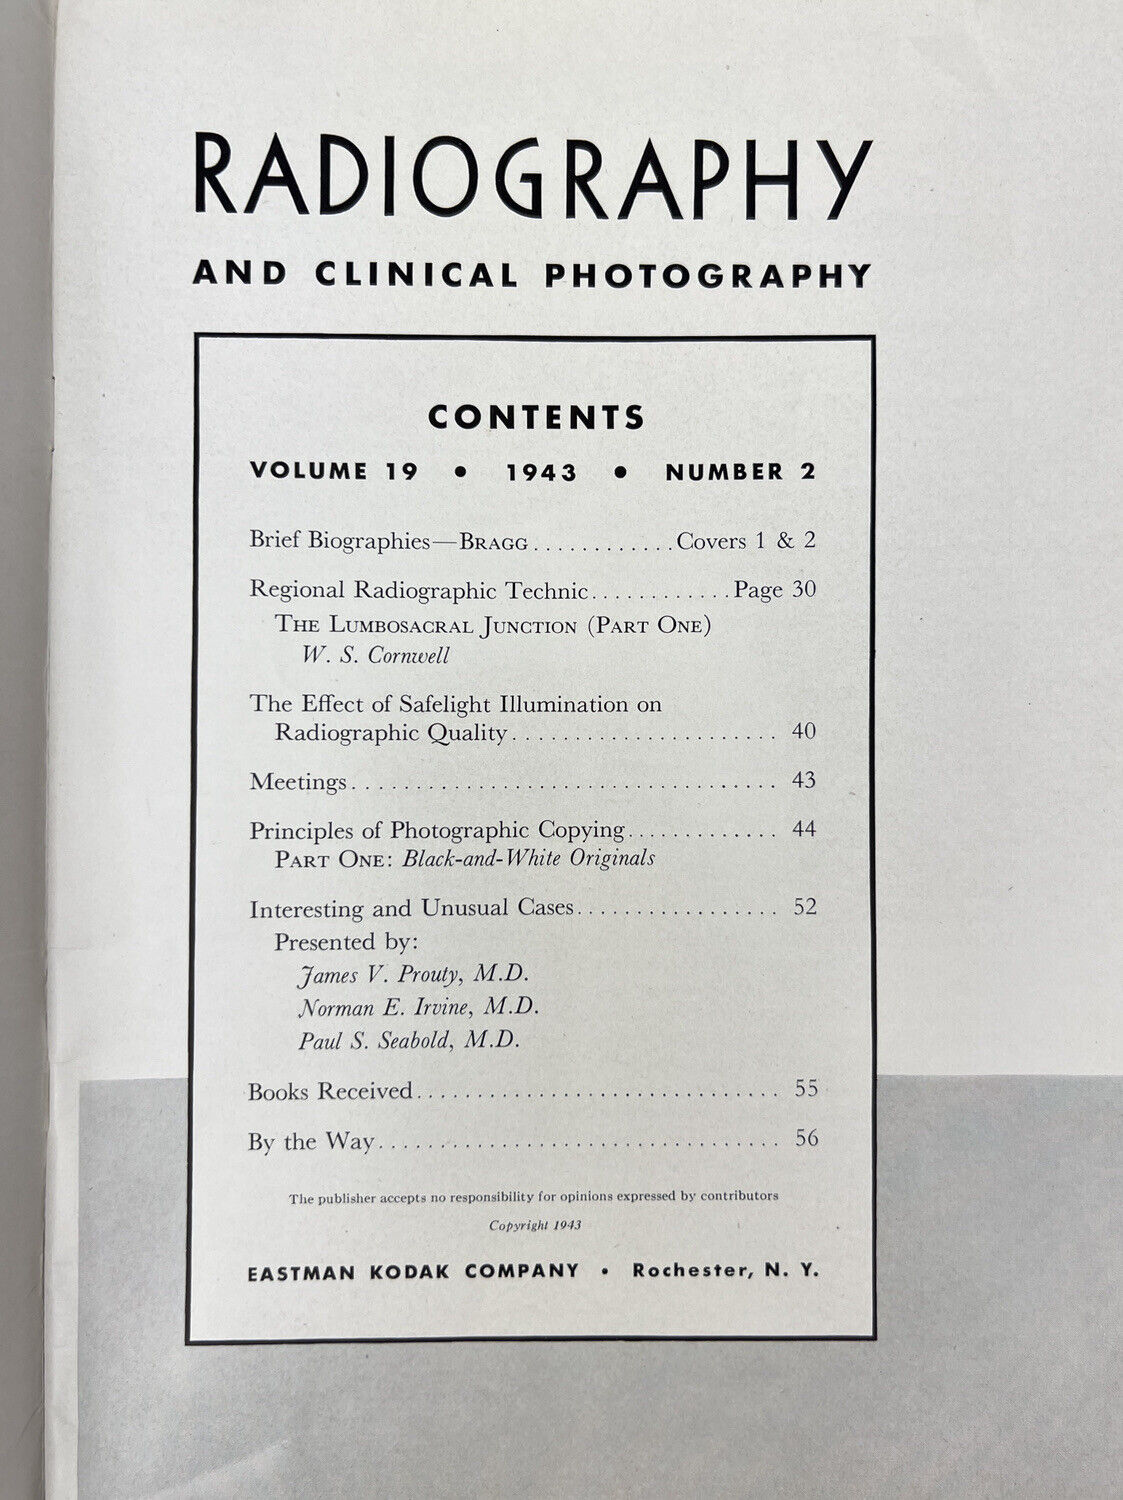 RADIOGRAPHY
AND CLINICAL PHOTOGRAPHY
CONTENTS
VOLUME 19 • 1943 • NUMBER 2
Brief Biographies—BRAGG............Covers 1 & 2
Regional Radiographic Technic............Page 30
THE LUMBOSACRAL JUNCTION (PART ONE)
W. S. Cornwell
The Effect of Safelight Illumination on
Radiographic Quality...................... 40
Meetings................................... 43
Principles of Photographic Copying............. 44
PART ONE: Black-and-White Originals
Interesting and Unusual Cases................. 52
Presented by:
James V. Prouty, M.D.
Norman E. Irvine, M.D.
Paul S. Seabold, M.D.
Books Received.............................. 55
By the Way................................. 56
The publisher accepts no responsibility for opinions expressed by contributors
Copyright 1943
EASTMAN KODAK COMPANY • Rochester, N. Y.